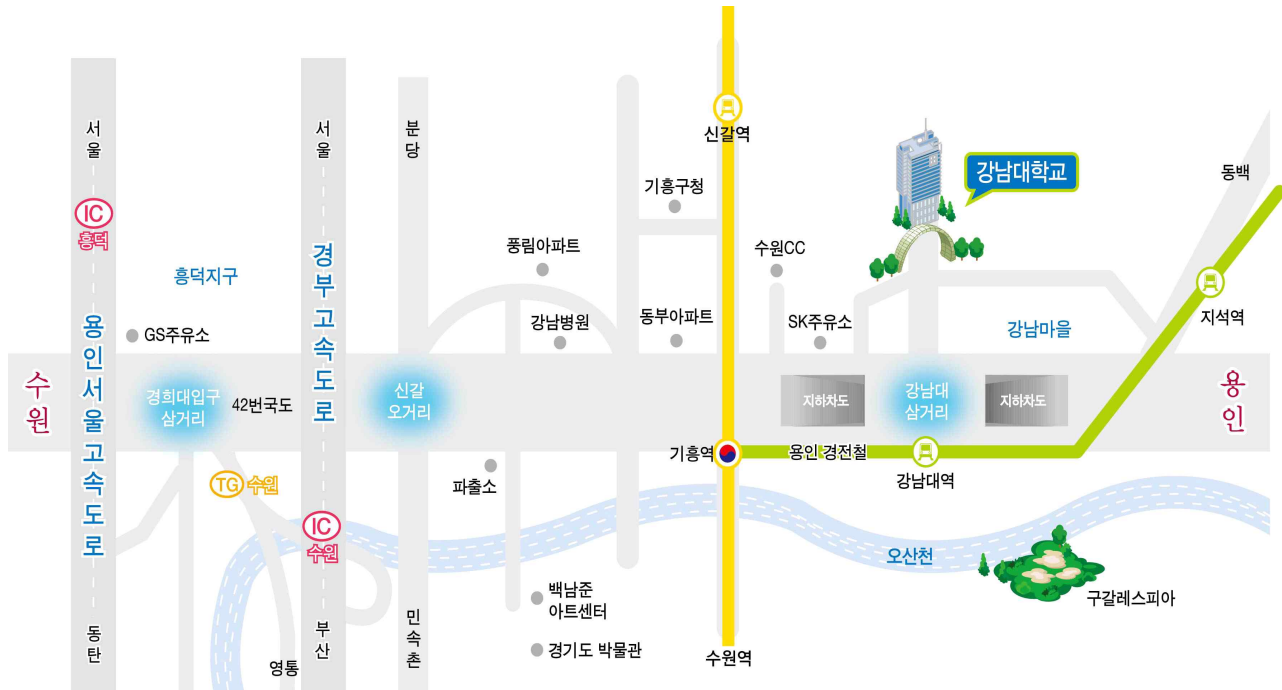 서울
서울
분당
신갈역
강남대학교
동백
기흥구청
IC
흥덕
풍림아파트
수원CC
흥덕지구
경부고속도로
지석역
GS주유소
강남병원
동부아파트
SK주유소
강남마을
용인서울고속도로
수원
경희대입구
삼거리
42번국도
신갈
오거리
지하차도
강남대
삼거리
지하차도
용인
기흥역
용인 경전철
강남대역
TG 수원
파출소
IC
수원
오산천
백남준
아트센터
구갈레스피아
동탄
영통
부산
민속촌
경기도 박물관
수원역